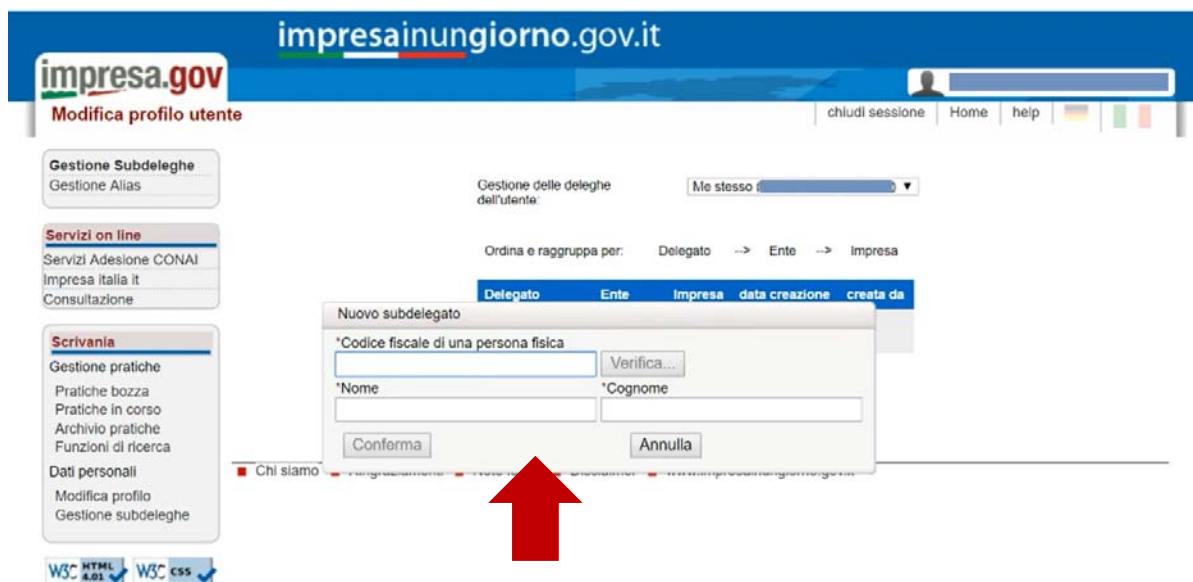 impresainungiorno.gov.it
impresa.gov
Modifica profilo utente
chiudi sessione Home help
Gestione Subdeleghe
Gestione Alias
Gestione delle deleghe dell'utente:
Me stesso
Servizi on line
Servizi Adesione CONAI
Impresa italia it
Consultazione
Ordina e raggruppa per: Delegato --> Ente --> Impresa
Delegato Ente Impresa data creazione creata da
Nuovo subdelegato
*Codice fiscale di una persona fisica
Verifica...
*Nome *Cognome
Conferma Annulla
Scrivania
Gestione pratiche
Pratiche bozza
Pratiche in corso
Archivio pratiche
Funzioni di ricerca
Dati personali
Modifica profilo
Gestione subdeleghe
Chi siamo
W3C HTML 4.01 W3C css